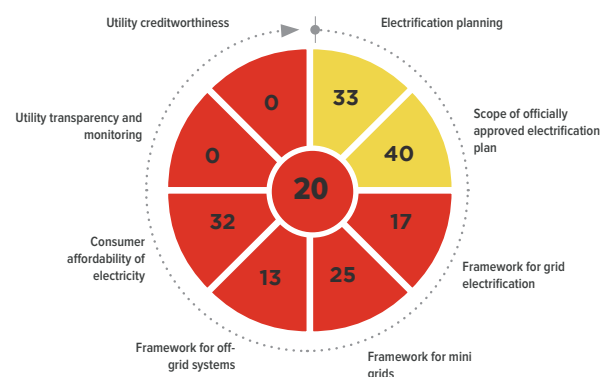 Utility creditworthiness
Electrification planning
0
33
Utility transparency and
monitoring
Scope of officially
approved electrification
plan
0
40
20
32
17
Consumer
affordability of
electricity
Framework for grid
electrification
13
25
Framework for off-
grid systems
Framework for mini
grids